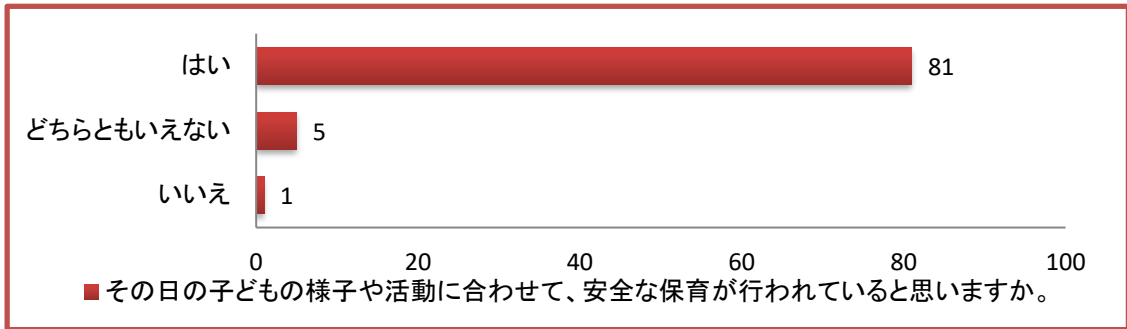 はい 81
どちらともいえない 5
いいえ 1
0 20 40 60 80 100
その日の子どもの様子や活動に合わせて、安全な保育が行われていると思いますか。